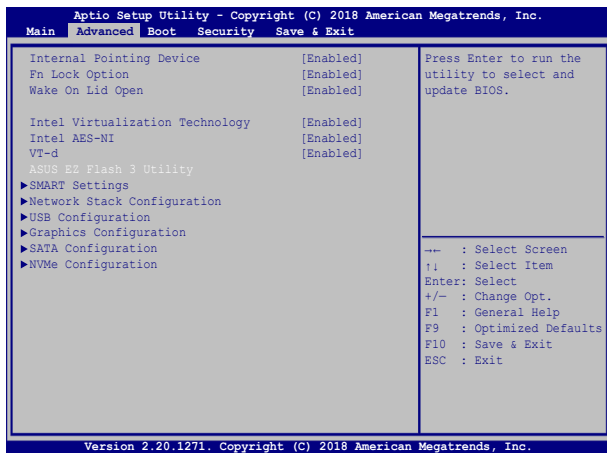 Aptio Setup Utility - Copyright (C) 2018 American Megatrends, Inc.
Main Advanced Boot Security Save & Exit
Internal Pointing Device [Enabled]
Fn Lock Option [Enabled]
Wake On Lid Open [Enabled]
Intel Virtualization Technology [Enabled]
Intel AES-NI [Enabled]
VT-d [Enabled]
ASUS EZ Flash 3 Utility
▶SMART Settings
▶Network Stack Configuration
▶USB Configuration
▶Graphics Configuration
▶SATA Configuration
▶NVMe Configuration
Press Enter to run the
utility to select and
update BIOS.
→← : Select Screen
↑↓ : Select Item
Enter: Select
+/— : Change Opt.
F1 : General Help
F9 : Optimized Defaults
F10 : Save & Exit
ESC : Exit
Version 2.20.1271. Copyright (C) 2018 American Megatrends, Inc.